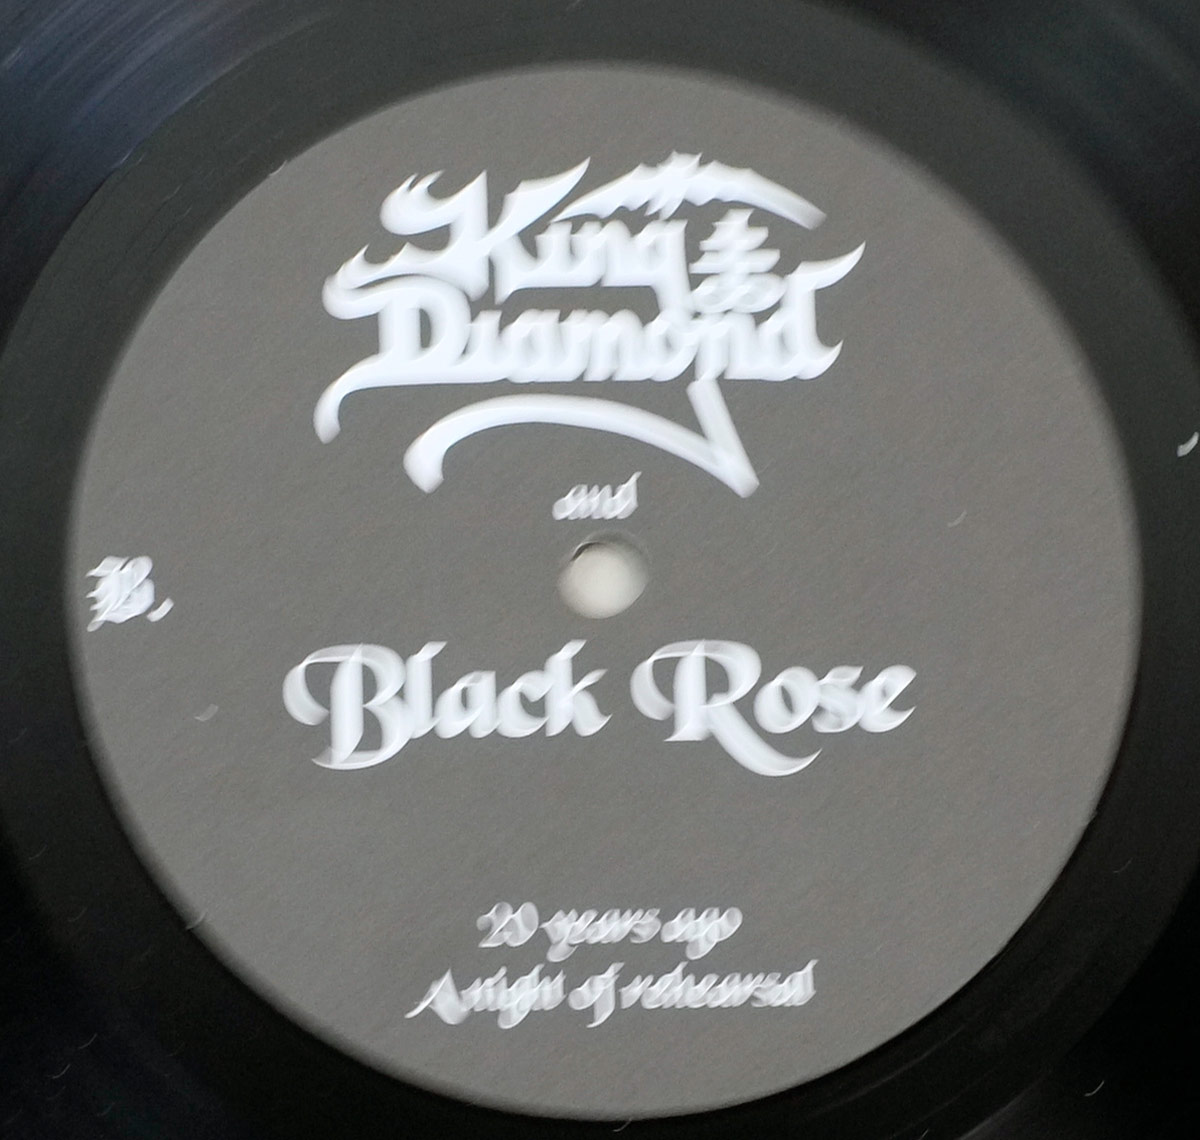 King
Diamond
and
B.
Black Rose
20 years ago
A night of rehearsal